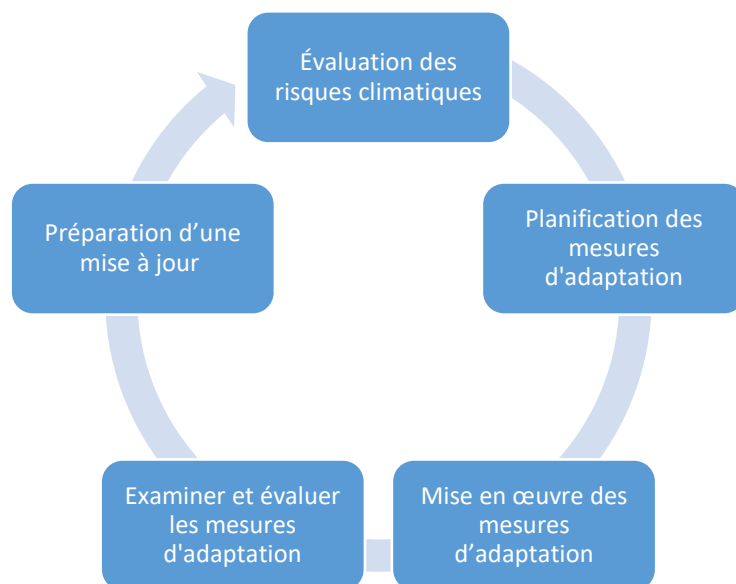 Évaluation des
risques climatiques
Planification des
mesures
d'adaptation
Mise en œuvre des
mesures
d’adaptation
Examiner et évaluer
les mesures
d'adaptation
Préparation d’une
mise à jour